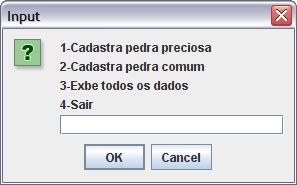 Input
1-Cadastra pedra preciosa
2-Cadastra pedra comum
3-Exbe todos os dados
4-Sair
OK Cancel